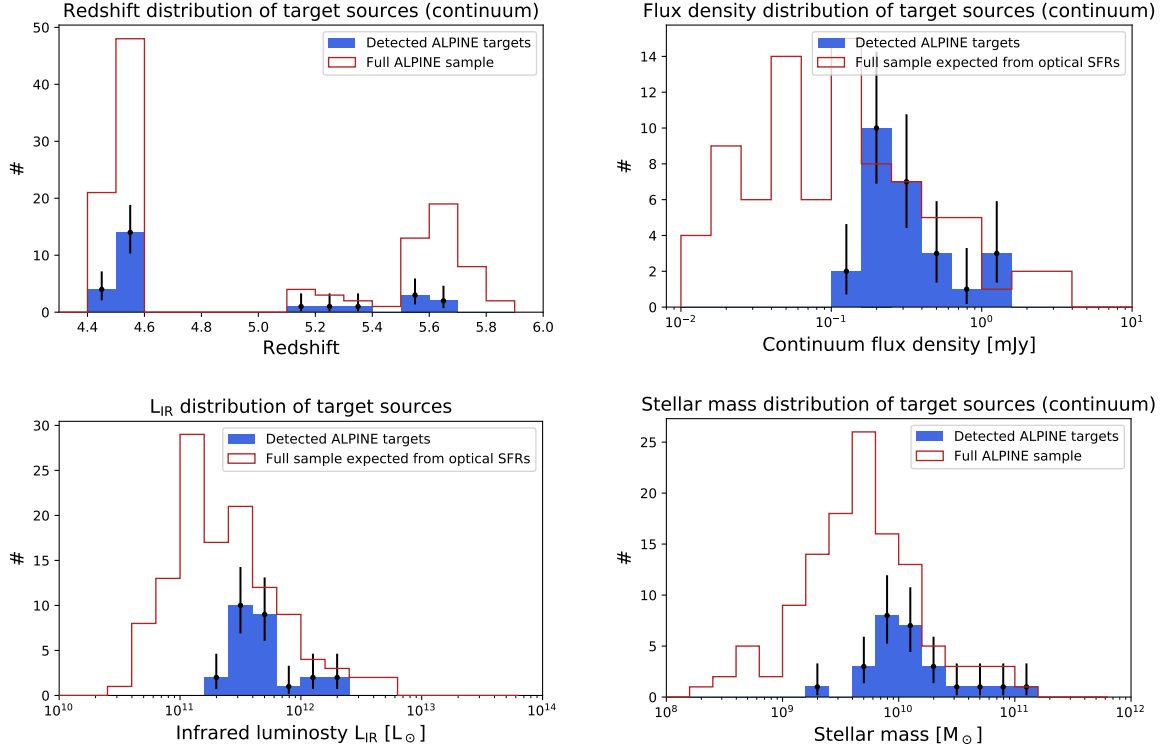 Redshift distribution of target sources (continuum)
50
40
30
20
10
0
#
4.4 4.6 4.8 5.0 5.2 5.4 5.6 5.8 6.0
Redshift
Detected ALPINE targets
Full ALPINE sample
Flux density distribution of target sources (continuum)
14
12
10
8
6
4
2
0
#
10⁻² 10⁻¹ 10⁰ 10¹
Continuum flux density [mJy]
Detected ALPINE targets
Full sample expected from optical SFRs
L_IR distribution of target sources
30
25
20
15
10
5
0
#
10¹⁰ 10¹¹ 10¹² 10¹³ 10¹⁴
Infrared luminosty L_IR [L_⊙]
Detected ALPINE targets
Full sample expected from optical SFRs
Stellar mass distribution of target sources (continuum)
25
20
15
10
5
0
#
10⁸ 10⁹ 10¹⁰ 10¹¹ 10¹²
Stellar mass [M_⊙]
Detected ALPINE targets
Full ALPINE sample